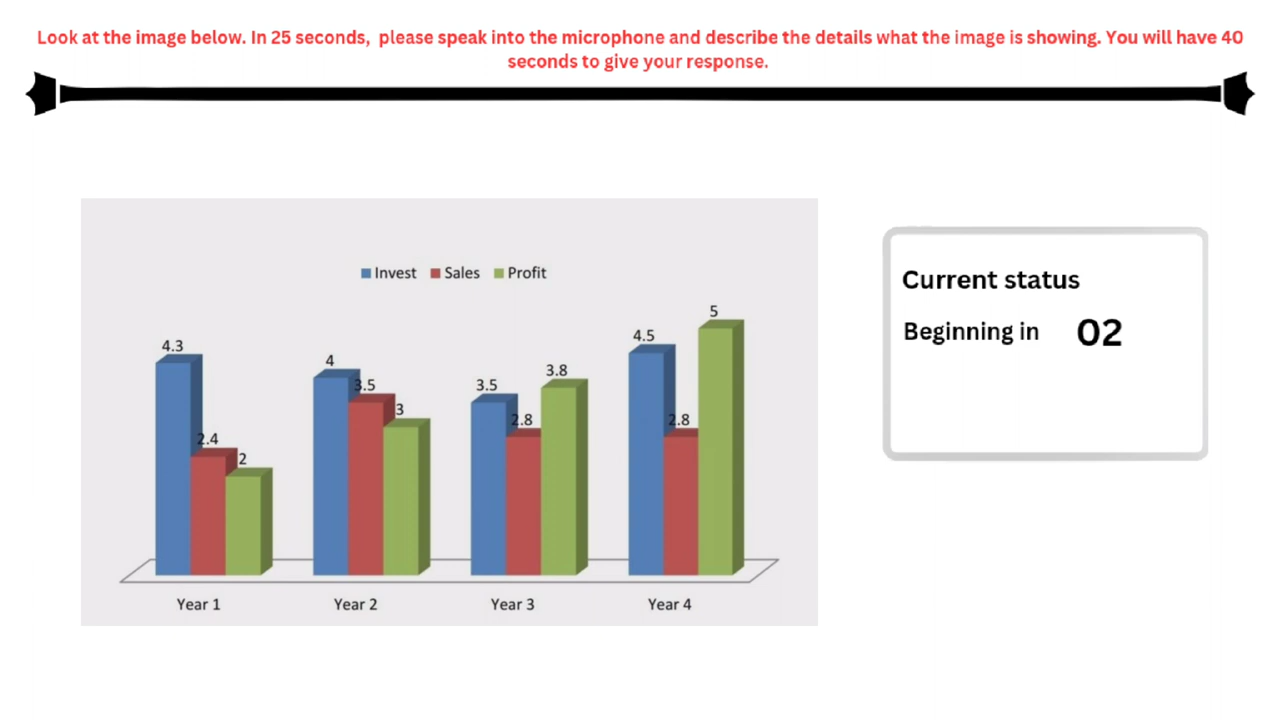 Look at the image below. In 25 seconds,  please speak into the microphone and describe the details what the image is showing. You will have 40
seconds to give your response.
Invest Sales Profit
4.3 2.4 2
4 3.5 3
3.5 2.8 3.8
4.5 2.8 5
Year 1 Year 2 Year 3 Year 4
Current status
Beginning in 02